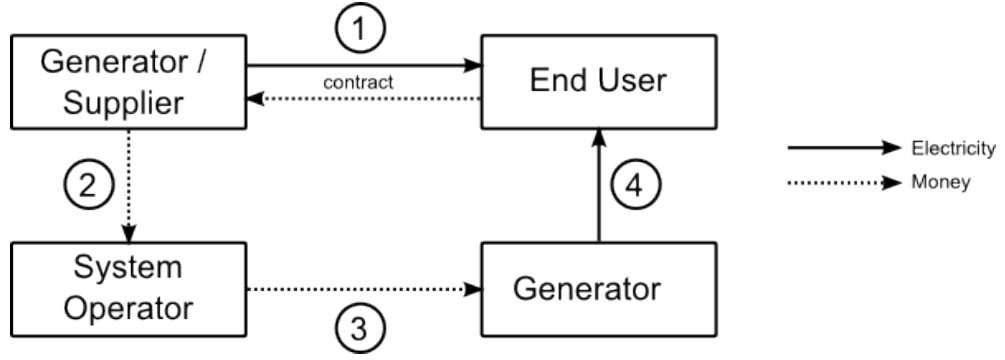 1
Generator /
Supplier
contract
End User
Electricity
Money
2
4
System
Operator
Generator
3